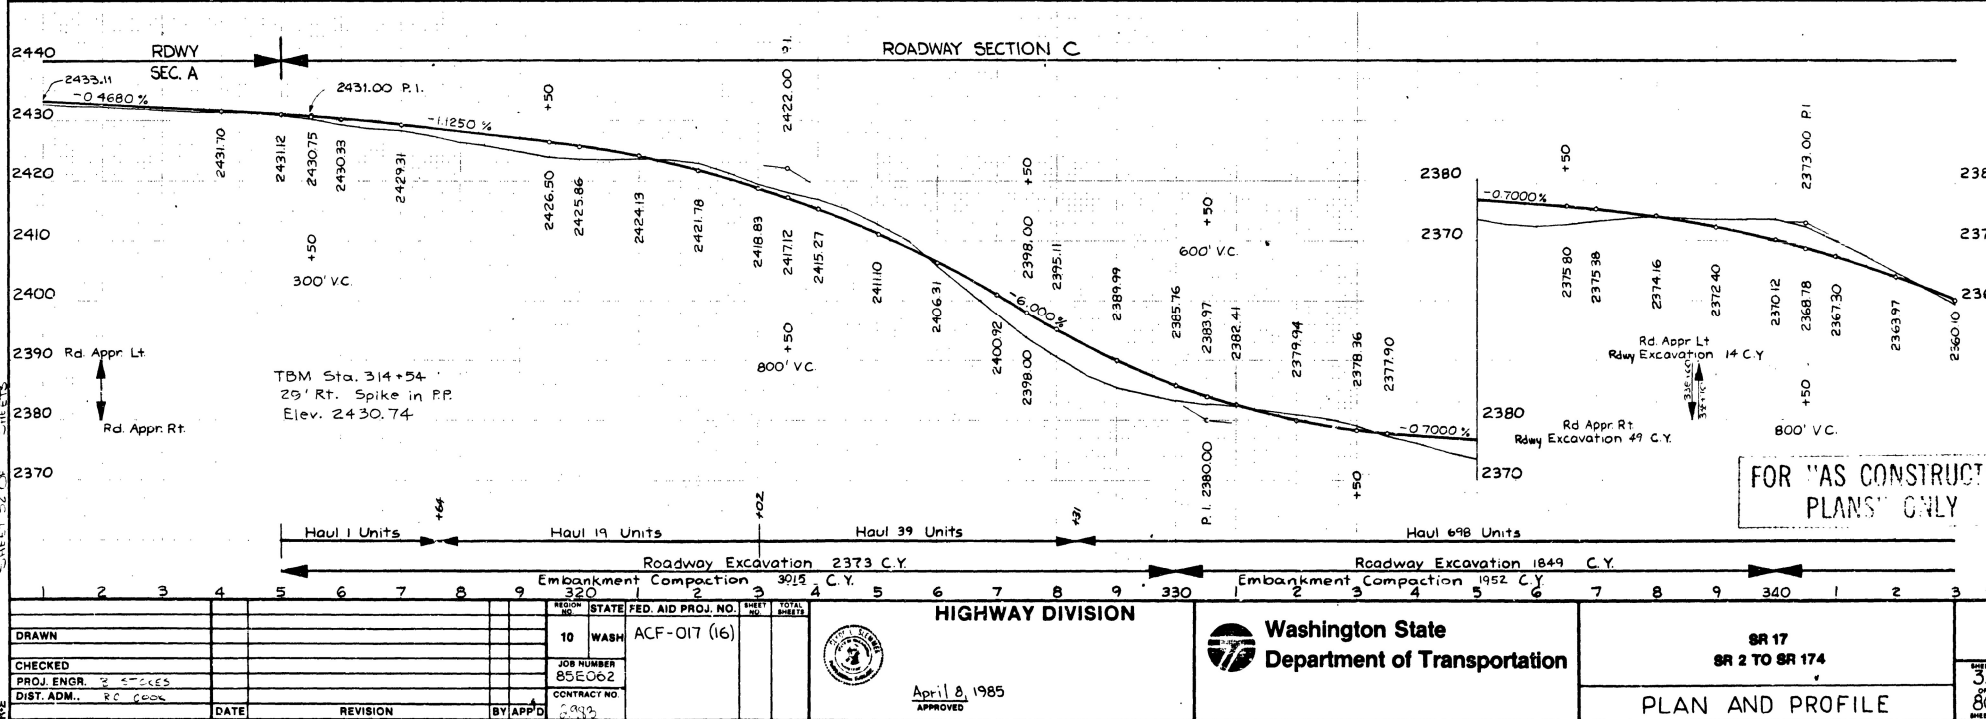 2440
RDWY
SEC. A
ROADWAY SECTION C
2433.11
-0.4680 %
2431.00 P.I.
-1.1250 %
+50
2422.00 P.I.
2430
2431.70
2431.12
2430.75
2430.33
2429.31
2420
2426.50
2425.86
2424.13
2421.78
2418.83
2417.12
2415.27
2411.10
2406.31
2400.92
2398.00
+50
2398.00
2395.11
2389.99
2385.76
2383.97
2382.41
2379.94
2378.36
2377.90
2410
+50
300' V.C.
+50
600' V.C.
-6.000 %
2400
+50
800' V.C.
2390
Rd. Appr. Lt.
Rd. Appr. Rt.
2380
2370
TBM Sta. 314+54
29' Rt. Spike in P.P.
Elev. 2430.74
P.I. 2380.00
+50
-0.7000 %
2380
2370
2380
2370
-0.7000 %
+50
2373.00 P.I.
2375.80
2375.38
2374.16
2372.40
2370.12
2368.78
2367.30
2363.97
2360.10
Rd. Appr. Lt
Rdwy Excavation 14 C.Y
Rd Appr. Rt.
Rdwy Excavation 49 C.Y.
+50
800' V.C.
FOR "AS CONSTRUCT
PLANS" ONLY
+64
+02
+31
Haul 1 Units
Haul 19 Units
Haul 39 Units
Haul 698 Units
Roadway Excavation 2373 C.Y.
Roadway Excavation 1849 C.Y.
Embankment Compaction 3015 C.Y.
Embankment Compaction 1952 C.Y.
1 2 3 4 5 6 7 8 9 320 1 2 3 4 5 6 7 8 9 330 1 2 3 4 5 6 7 8 9 340 1 2 3
DRAWN
CHECKED
PROJ. ENGR.
DIST. ADM. R C COOK
DATE
REVISION
BY
APP'D
REGION NO.
STATE
FED. AID PROJ. NO.
SHEET NO.
TOTAL SHEETS
10
WASH
ACF-017 (16)
JOB NUMBER
85E062
CONTRACT NO.
HIGHWAY DIVISION
April 8, 1985
APPROVED
Washington State
Department of Transportation
SR 17
SR 2 TO SR 174
PLAN AND PROFILE